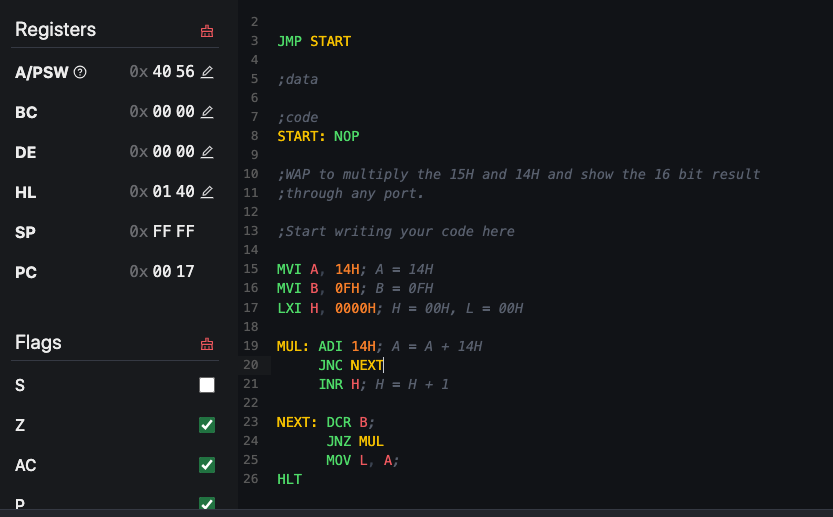 Registers
A/PSW ? 0x 40 56
BC 0x 00 00
DE 0x 00 00
HL 0x 01 40
SP 0x FF FF
PC 0x 00 17
Flags
S
Z
AC
P
2
3 JMP START
4
5 ;data
6
7 ;code
8 START: NOP
9
10 ;WAP to multiply the 15H and 14H and show the 16 bit result
11 ;through any port.
12
13 ;Start writing your code here
14
15 MVI A, 14H; A = 14H
16 MVI B, 0FH; B = 0FH
17 LXI H, 0000H; H = 00H, L = 00H
18
19 MUL: ADI 14H; A = A + 14H
20 JNC NEXT
21 INR H; H = H + 1
22
23 NEXT: DCR B;
24 JNZ MUL
25 MOV L, A;
26 HLT